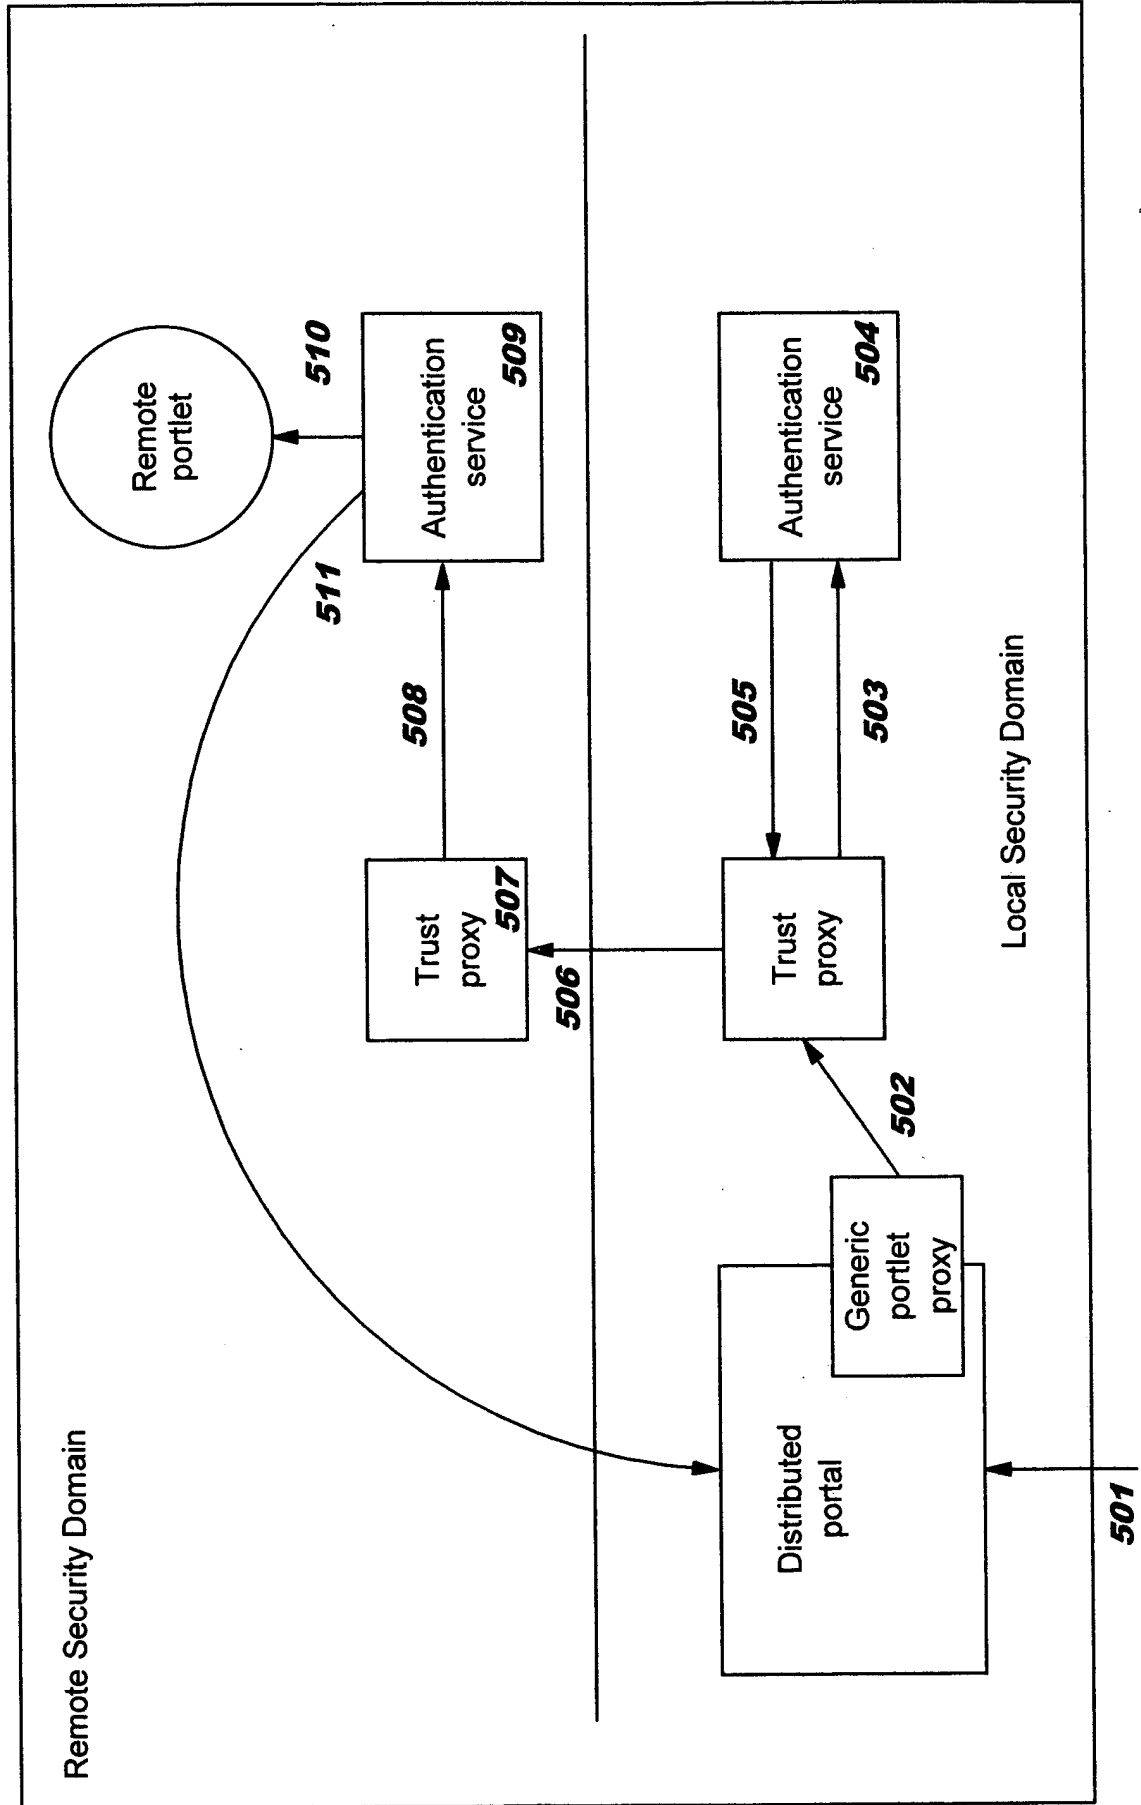 Remote Security Domain
Remote
portlet
510
511
Authentication
service
509
508
Trust
proxy
507
506
Authentication
service
504
505
503
Trust
proxy
502
Generic
portlet
proxy
Distributed
portal
501
Local Security Domain